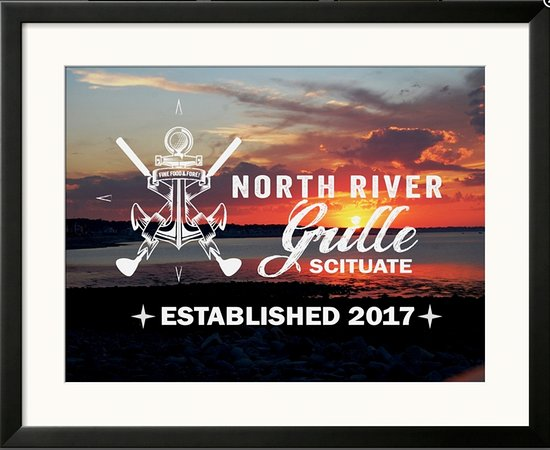 FINE FOOD & FORE!
NORTH RIVER
Grille
SCITUATE
ESTABLISHED 2017